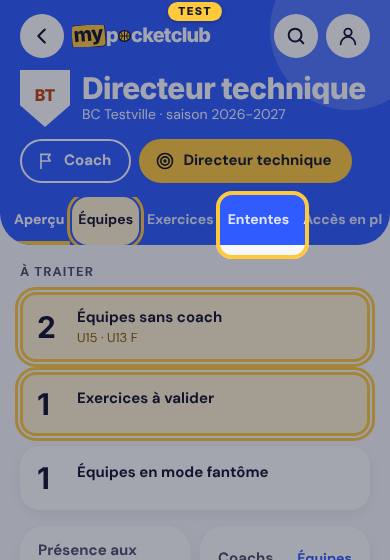 TEST
mypocketclub
BT
Directeur technique
BC Testville · saison 2026-2027
Coach
Directeur technique
Aperçu Équipes Exercices Ententes Accès en pl
À TRAITER
2
Équipes sans coach
U15 · U13 F
1
Exercices à valider
1
Équipes en mode fantôme
Présence aux
Coachs
Équipes